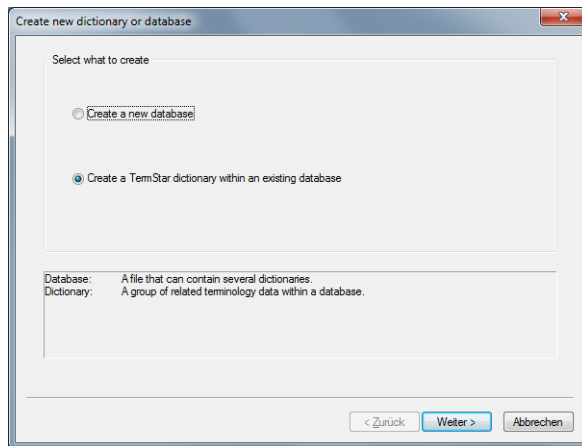 Create new dictionary or database
Select what to create
Create a new database
Create a TermStar dictionary within an existing database
Database: A file that can contain several dictionaries.
Dictionary: A group of related terminology data within a database.
< Zurück Weiter > Abbrechen